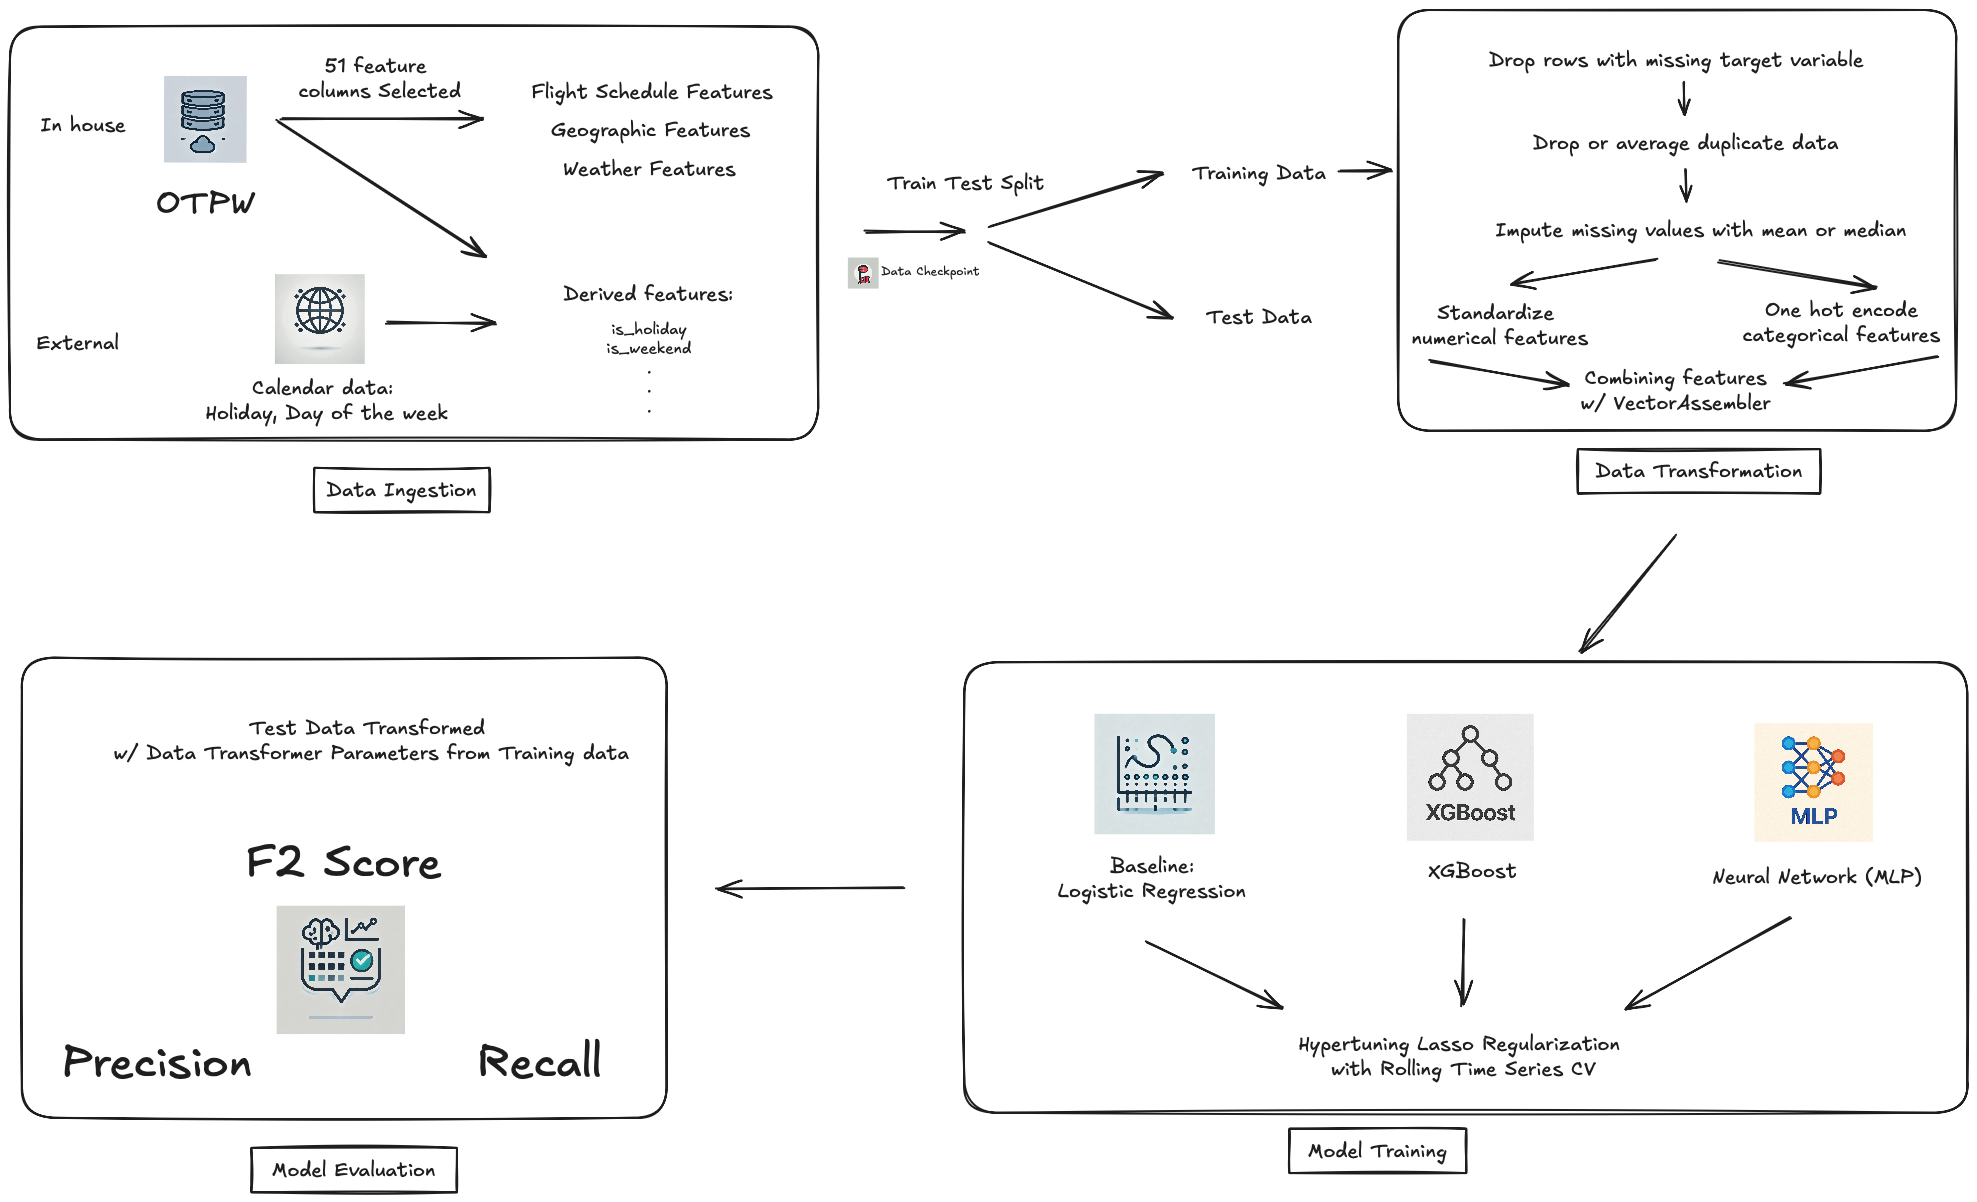 In house
OTPW
51 feature
columns Selected
Flight Schedule Features
Geographic Features
Weather Features
External
Calendar data:
Holiday, Day of the week
Derived features:
is_holiday
is_weekend
.
.
.
Data Ingestion
Train Test Split
Data Checkpoint
Training Data
Test Data
Drop rows with missing target variable
Drop or average duplicate data
Impute missing values with mean or median
Standardize
numerical features
One hot encode
categorical features
Combining features
w/ VectorAssembler
Data Transformation
XGBoost
MLP
Baseline:
Logistic Regression
XGBoost
Neural Network (MLP)
Hypertuning Lasso Regularization
with Rolling Time Series CV
Model Training
Test Data Transformed
w/ Data Transformer Parameters from Training data
F2 Score
Precision
Recall
Model Evaluation